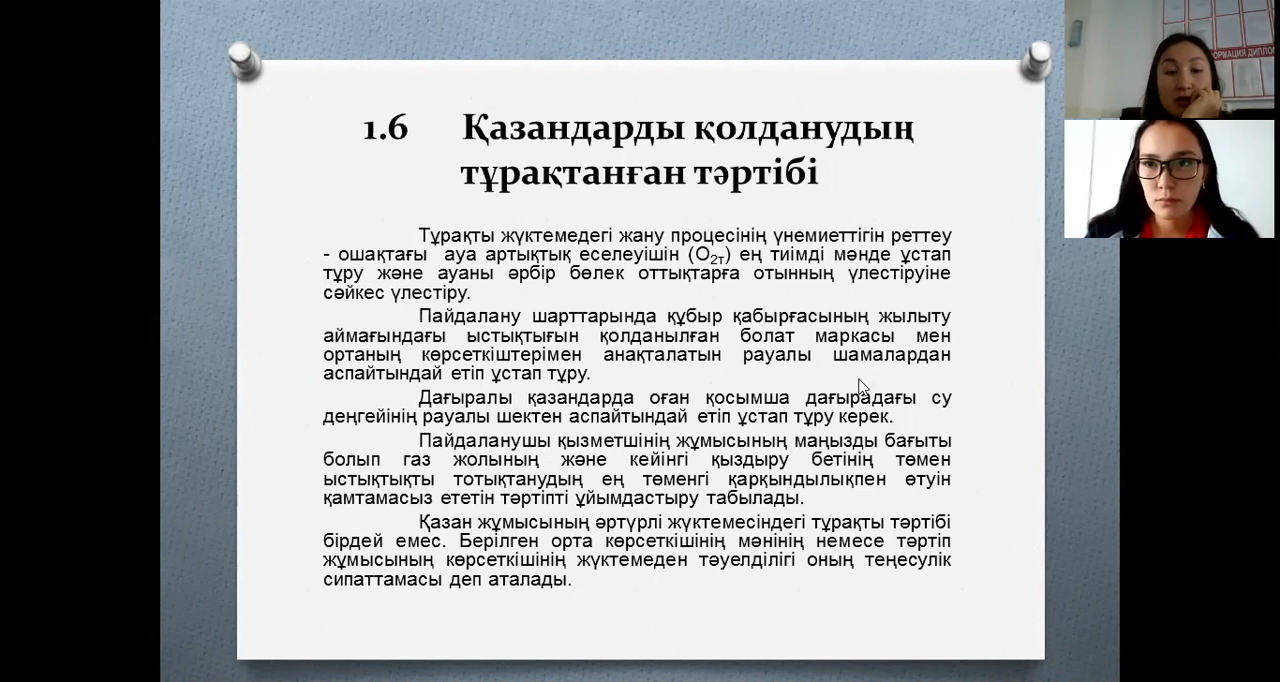 1.6 Қазандарды қолданудың
тұрақтанған тәртібі
Тұрақты жүктемедегі жану процесінің үнемиеттігін реттеу
- ошақтағы ауа артықтық еселеуішін (O2т) ең тиімді мәнде ұстап
тұру және ауаны әрбір бөлек оттықтарға отынның үлестіруіне
сәйкес үлестіру.
Пайдалану шарттарында құбыр қабырғасының жылыту
аймағындағы ыстықтығын қолданылған болат маркасы мен
ортаның көрсеткіштерімен анақталатын рауалы шамалардан
аспайтындай етіп ұстап тұру.
Дағыралы қазандарда оған қосымша дағырадағы су
деңгейінің рауалы шектен аспайтындай етіп ұстап тұру керек.
Пайдаланушы қызметшінің жұмысының маңызды бағыты
болып газ жолының және кейінгі қыздыру бетінің төмен
ыстықтықты тотықтанудың ең төменгі қарқындылықпен өтуін
қамтамасыз ететін тәртіпті ұйымдастыру табылады.
Қазан жұмысының әртүрлі жүктемесіндегі тұрақты тәртібі
бірдей емес. Берілген орта көрсеткішінің мәнінің немесе тәртіп
жұмысының көрсеткішінің жүктемеден тәуелділігі оның теңесулік
сипаттамасы деп аталады.
ОРМАЦИЯ ДИПЛОМ